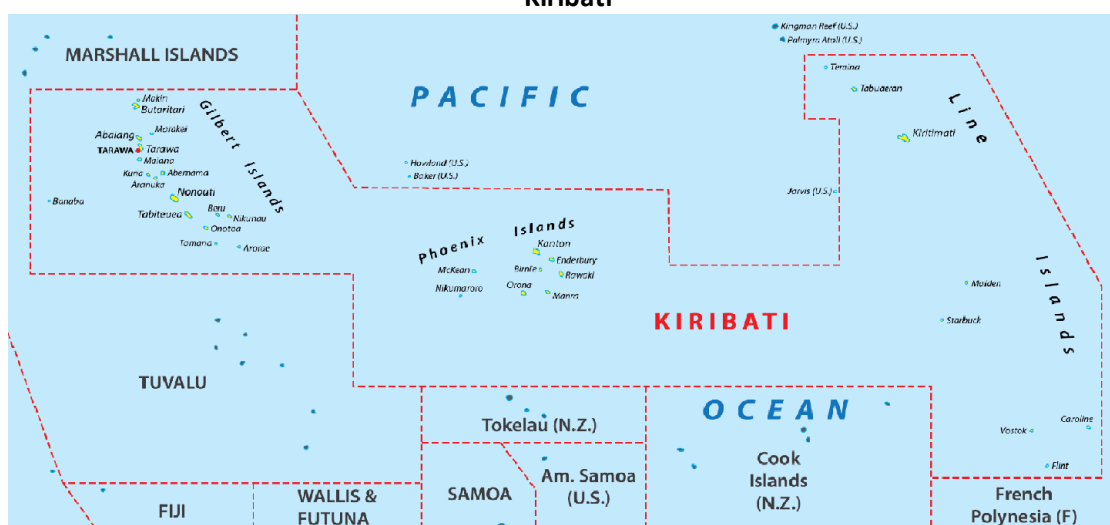 Kiribati
MARSHALL ISLANDS
Kingman Reef (U.S.)
Palmyra Atoll (U.S.)
Teraina
Tabuaeran
Line
Islands
Kiritimati
PACIFIC
Makin
Butaritari
Gilbert Islands
Marakei
Abaiang
TARAWA
Tarawa
Maiana
Kuria
Abemama
Aranuka
Nonouti
Banaba
Tabiteuea
Beru
Nikunau
Onotoa
Tamana
Arorae
Howland (U.S.)
Baker (U.S.)
Jarvis (U.S.)
Phoenix Islands
Kanton
Enderbury
McKean
Birnie
Rawaki
Nikumaroro
Orona
Manra
Malden
Starbuck
KIRIBATI
TUVALU
OCEAN
Tokelau (N.Z.)
Caroline
Vostok
Flint
Cook
Islands
(N.Z.)
Am. Samoa
(U.S.)
SAMOA
WALLIS &
FUTUNA
FIJI
French
Polynesia (F)